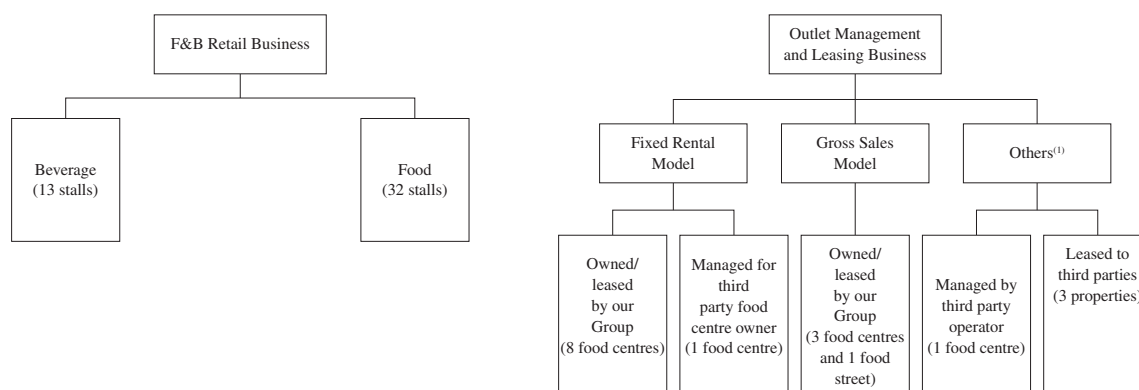 F&B Retail Business
Beverage
(13 stalls)
Food
(32 stalls)
Outlet Management
and Leasing Business
Fixed Rental
Model
Gross Sales
Model
Others(1)
Owned/
leased
by our
Group
(8 food centres)
Managed for
third
party food
centre owner
(1 food centre)
Owned/
leased
by our
Group
(3 food centres
and 1 food
street)
Managed by
third party
operator
(1 food centre)
Leased to
third parties
(3 properties)